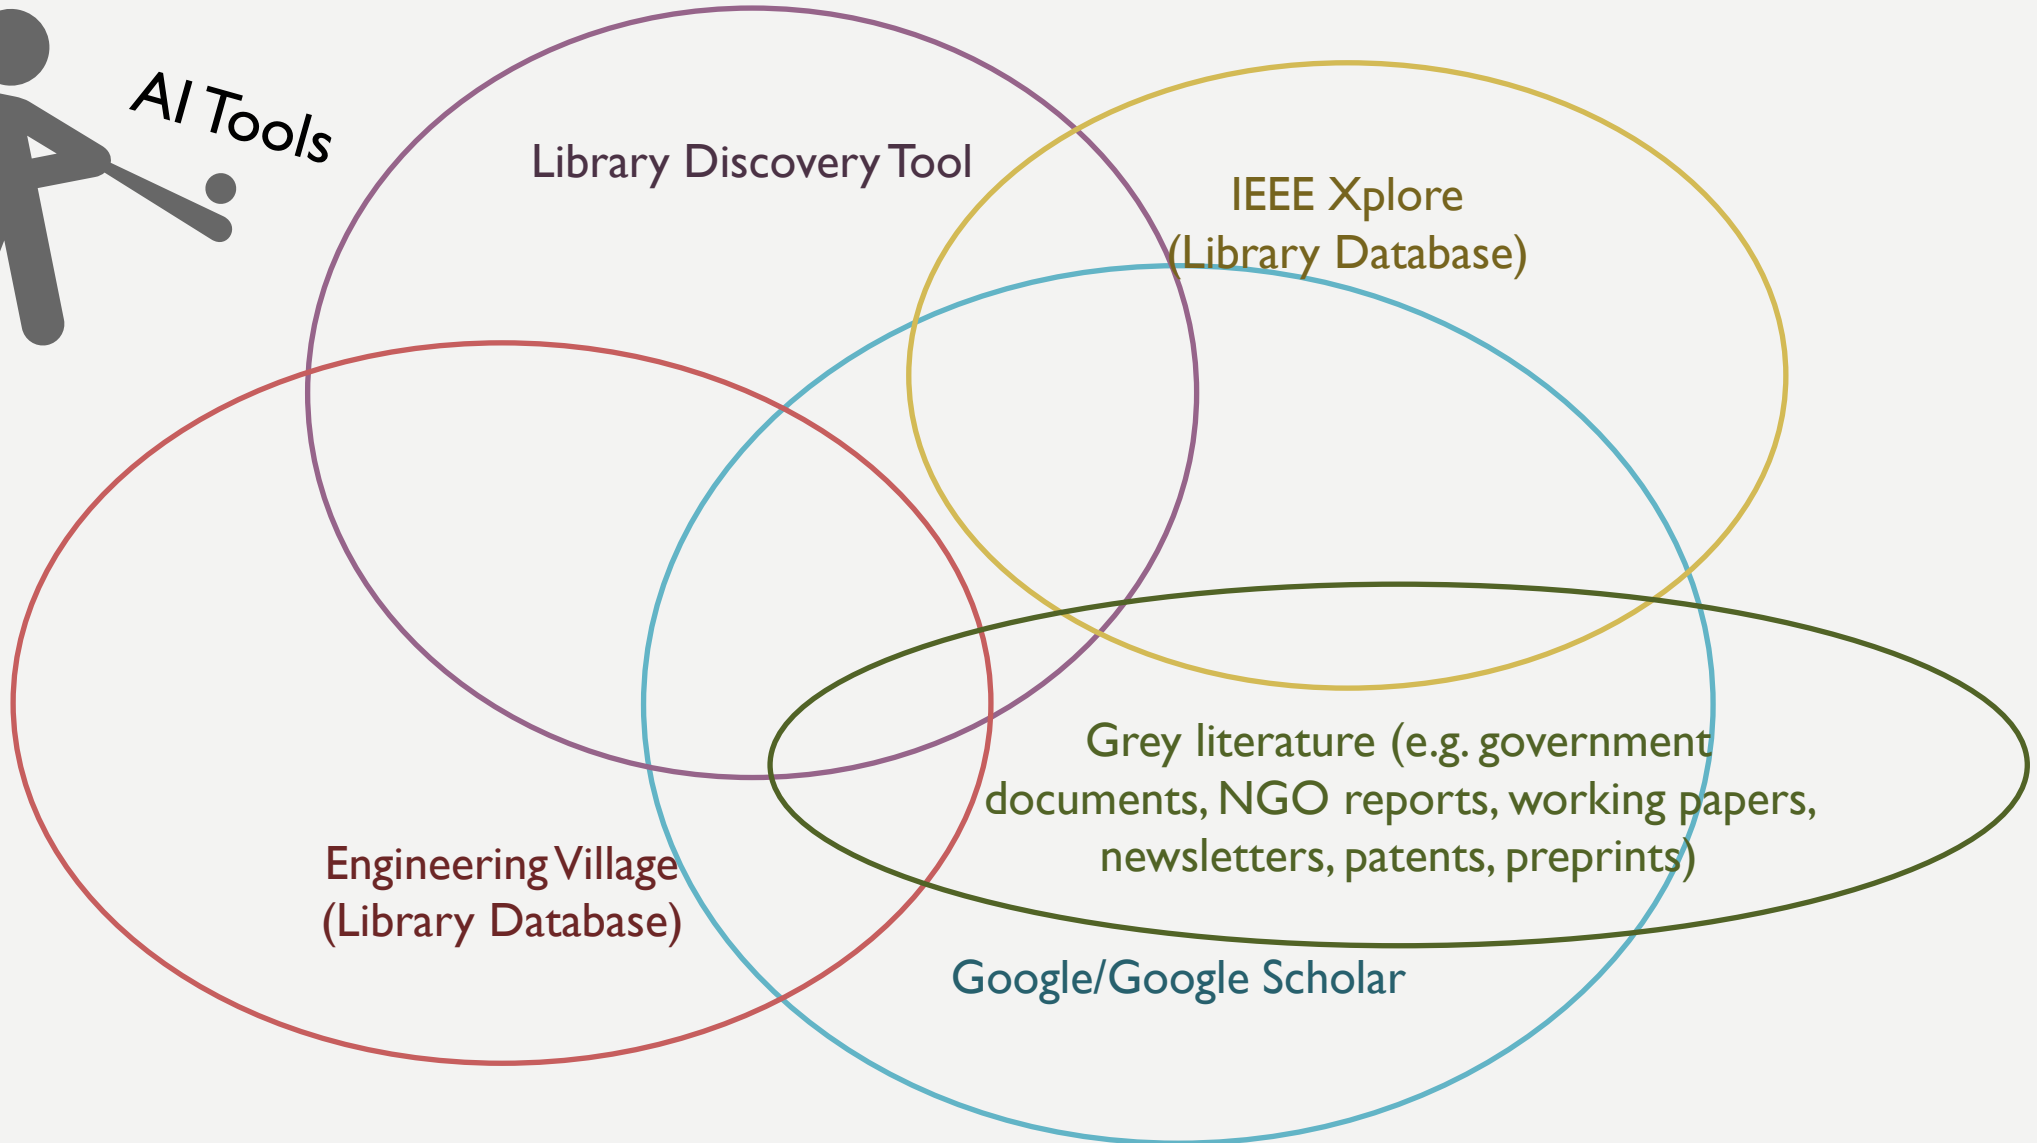 AI Tools
Library Discovery Tool
IEEE Xplore
(Library Database)
Grey literature (e.g. government
documents, NGO reports, working papers,
newsletters, patents, preprints)
Engineering Village
(Library Database)
Google/Google Scholar